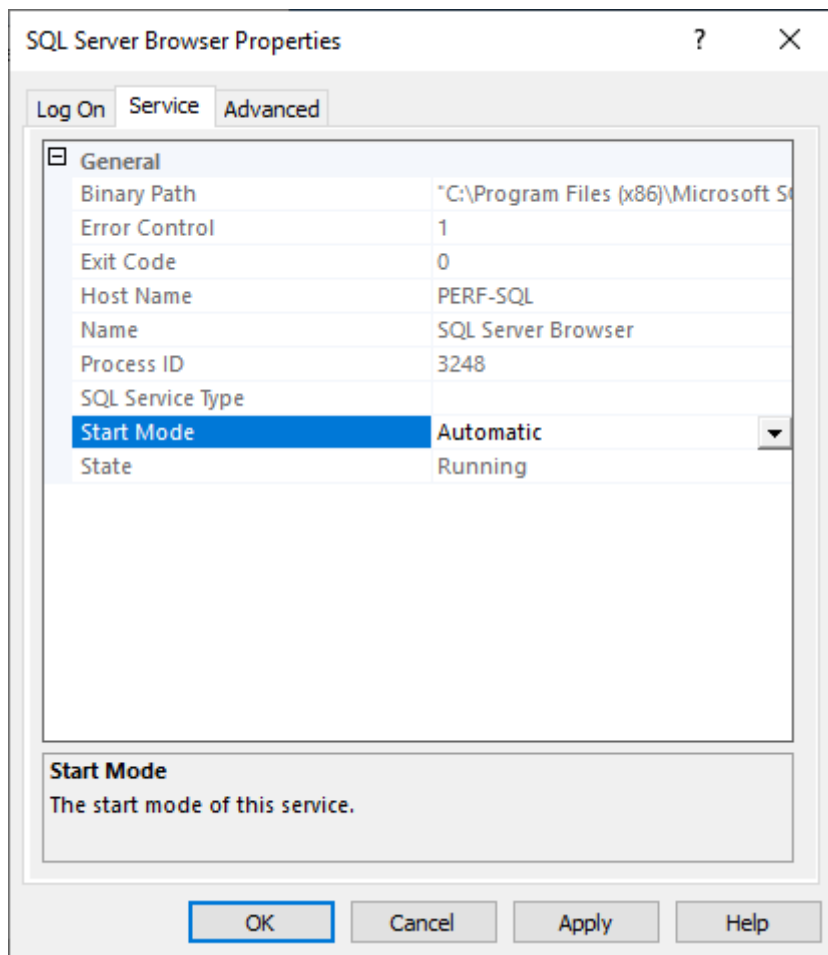 SQL Server Browser Properties ?
Log On Service Advanced
General
Binary Path "C:\Program Files (x86)\Microsoft
Error Control 1
Exit Code 0
Host Name PERF-SQL
Name SQL Server Browser
Process ID 3248
SQL Service Type
Start Mode Automatic
State Running
Start Mode
The start mode of this service.
OK Cancel Apply Help